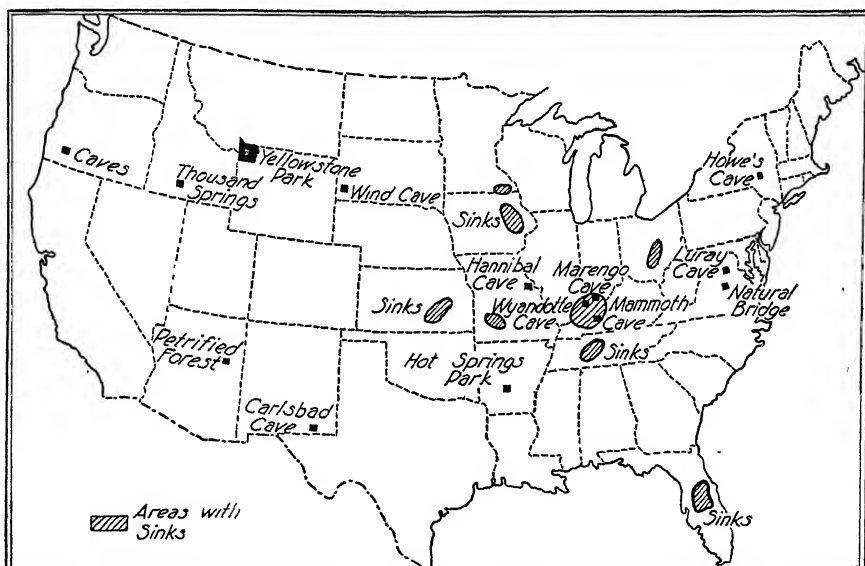 Caves
Thousand
Springs
Yellowstone
Park
Wind Cave
Sinks
Howe's
Cave
Hannibal
Cave
Marengo
Cave
Luray
Cave
Sinks
Wyandotte
Cave
Mammoth
Cave
Natural
Bridge
Petrified
Forest
Hot Springs
Park
Sinks
Carlsbad
Cave
Areas with
Sinks
Sinks